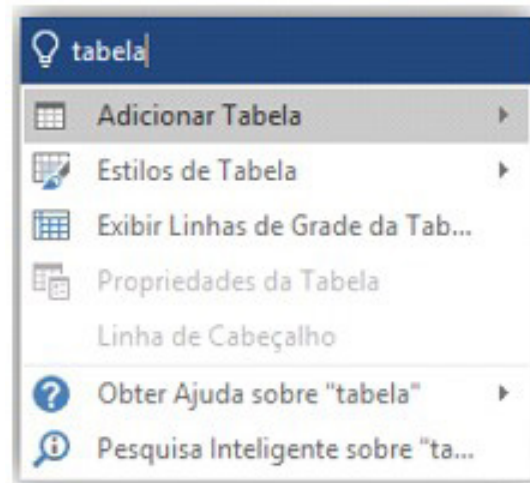 tabela
Adicionar Tabela
Estilos de Tabela
Exibir Linhas de Grade da Tab...
Propriedades da Tabela
Linha de Cabeçalho
Obter Ajuda sobre "tabela"
Pesquisa Inteligente sobre "ta...